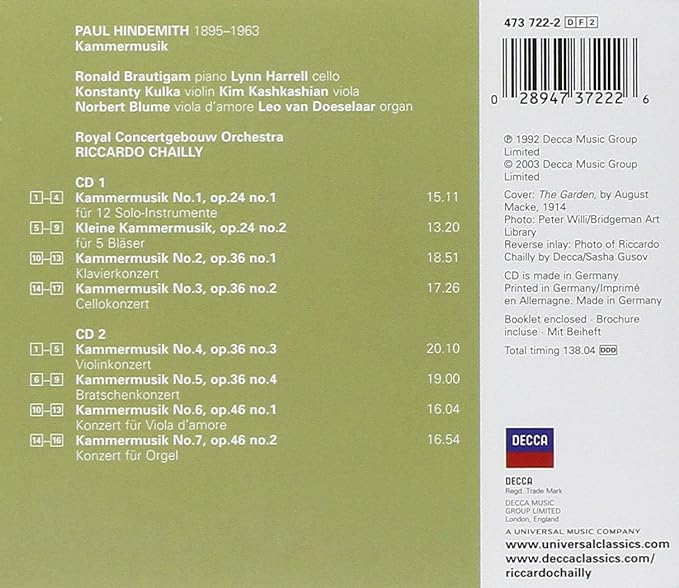 PAUL HINDEMITH 1895–1963
Kammermusik
Ronald Brautigam piano Lynn Harrell cello
Konstanty Kulka violin Kim Kashkashian viola
Norbert Blume viola d'amore Leo van Doeselaar organ
Royal Concertgebouw Orchestra
RICCARDO CHAILLY
CD 1
1–4 Kammermusik No.1, op.24 no.1 15.11
für 12 Solo-Instrumente
5–9 Kleine Kammermusik, op.24 no.2 13.20
für 5 Bläser
10–13 Kammermusik No.2, op.36 no.1 18.51
Klavierkonzert
14–17 Kammermusik No.3, op.36 no.2 17.26
Cellokonzert
CD 2
1–5 Kammermusik No.4, op.36 no.3 20.10
Violinkonzert
6–9 Kammermusik No.5, op.36 no.4 19.00
Bratschenkonzert
10–13 Kammermusik No.6, op.46 no.1 16.04
Konzert für Viola d'amore
14–16 Kammermusik No.7, op.46 no.2 16.54
Konzert für Orgel
473 722-2 D F 2
0 28947 37222 6
℗ 1992 Decca Music Group
Limited
© 2003 Decca Music Group
Limited
Cover: The Garden, by August
Macke, 1914
Photo: Peter Willi/Bridgeman Art
Library
Reverse inlay: Photo of Riccardo
Chailly by Decca/Sasha Gusov
CD is made in Germany
Printed in Germany/Imprimé
en Allemagne. Made in Germany
Booklet enclosed · Brochure
incluse · Mit Beiheft
Total timing 138.04 DDD
DECCA
DECCA
Regd. Trade Mark
DECCA MUSIC
GROUP LIMITED
London, England
A UNIVERSAL MUSIC COMPANY
www.universalclassics.com
www.deccaclassics.com/
riccardochailly